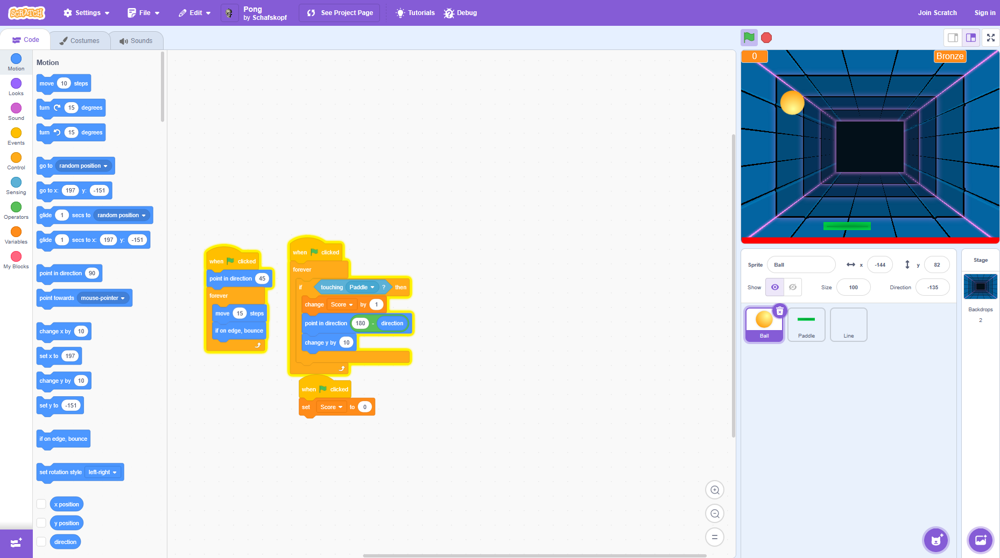 SCRATCH
Settings
File
Edit
Pong
by Schafskopf
See Project Page
Tutorials
Debug
Join Scratch
Sign in
Code
Costumes
Sounds
Motion
Looks
Sound
Events
Control
Sensing
Operators
Variables
My Blocks
Motion
move 10 steps
turn 15 degrees
turn 15 degrees
go to random position
go to x: 197 y: -151
glide 1 secs to random position
glide 1 secs to x: 197 y: -151
point in direction 90
point towards mouse-pointer
change x by 10
set x to 197
change y by 10
set y to -151
if on edge, bounce
set rotation style left-right
x position
y position
direction
when clicked
point in direction 45
forever
move 15 steps
if on edge, bounce
when clicked
forever
if touching Paddle ? then
change Score by 1
point in direction 180 - direction
change y by 10
when clicked
set Score to 0
0
Bronze
Sprite Ball x -144 y 82
Show Size 100 Direction -135
Ball
Paddle
Line
Stage
Backdrops
2